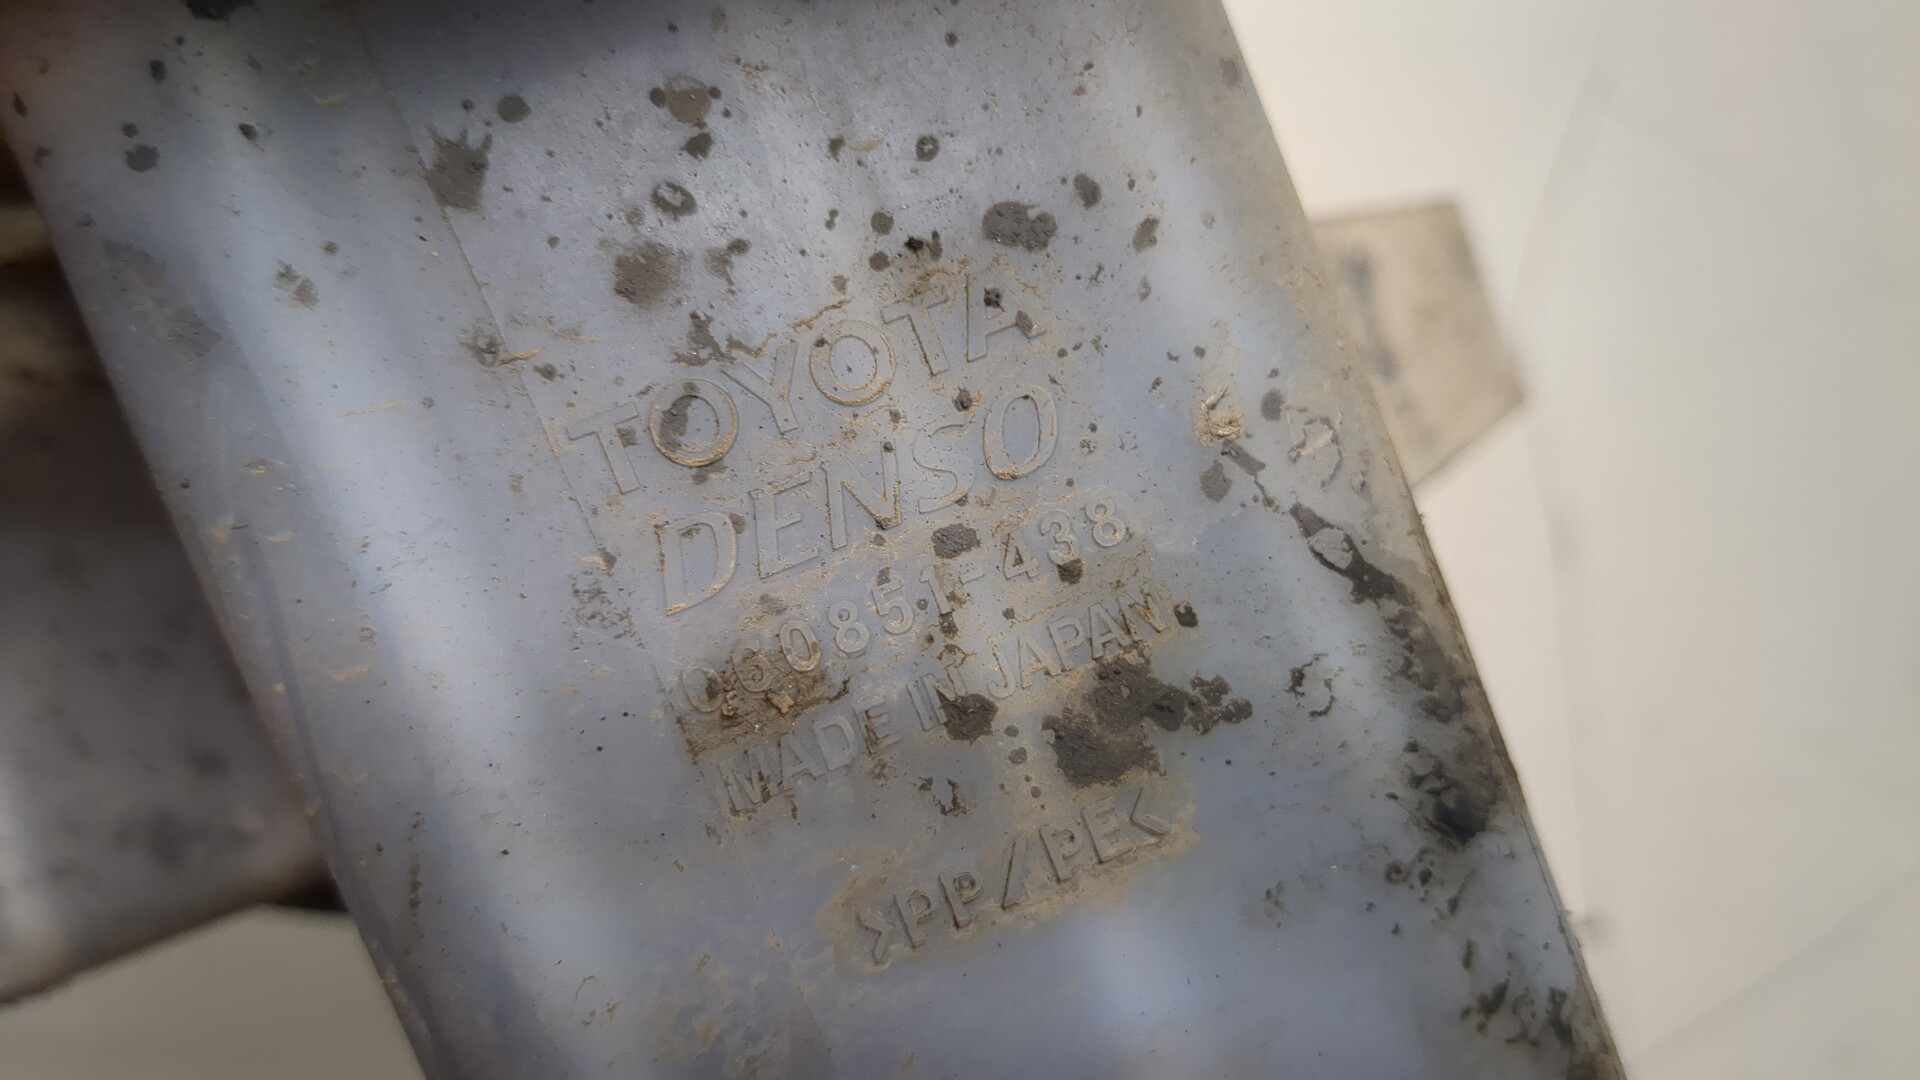 TOYOTA
DENSO
060851-438
MADE IN JAPAN
>PP/PE<